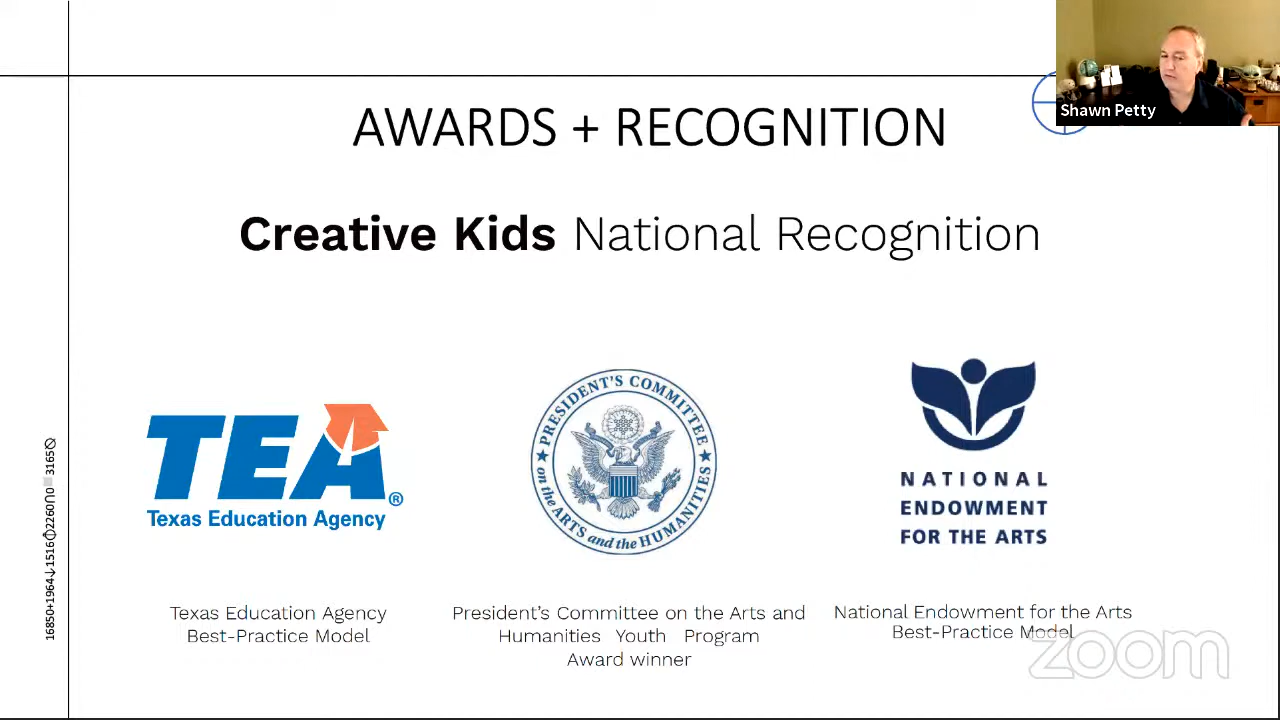 Shawn Petty
AWARDS + RECOGNITION
Creative Kids National Recognition
TEA®
Texas Education Agency
PRESIDENT'S COMMITTEE
on the ARTS and the HUMANITIES
NATIONAL
ENDOWMENT
FOR THE ARTS
Texas Education Agency
Best-Practice Model
President's Committee on the Arts and
Humanities Youth Program
Award winner
National Endowment for the Arts
Best-Practice Model
zoom